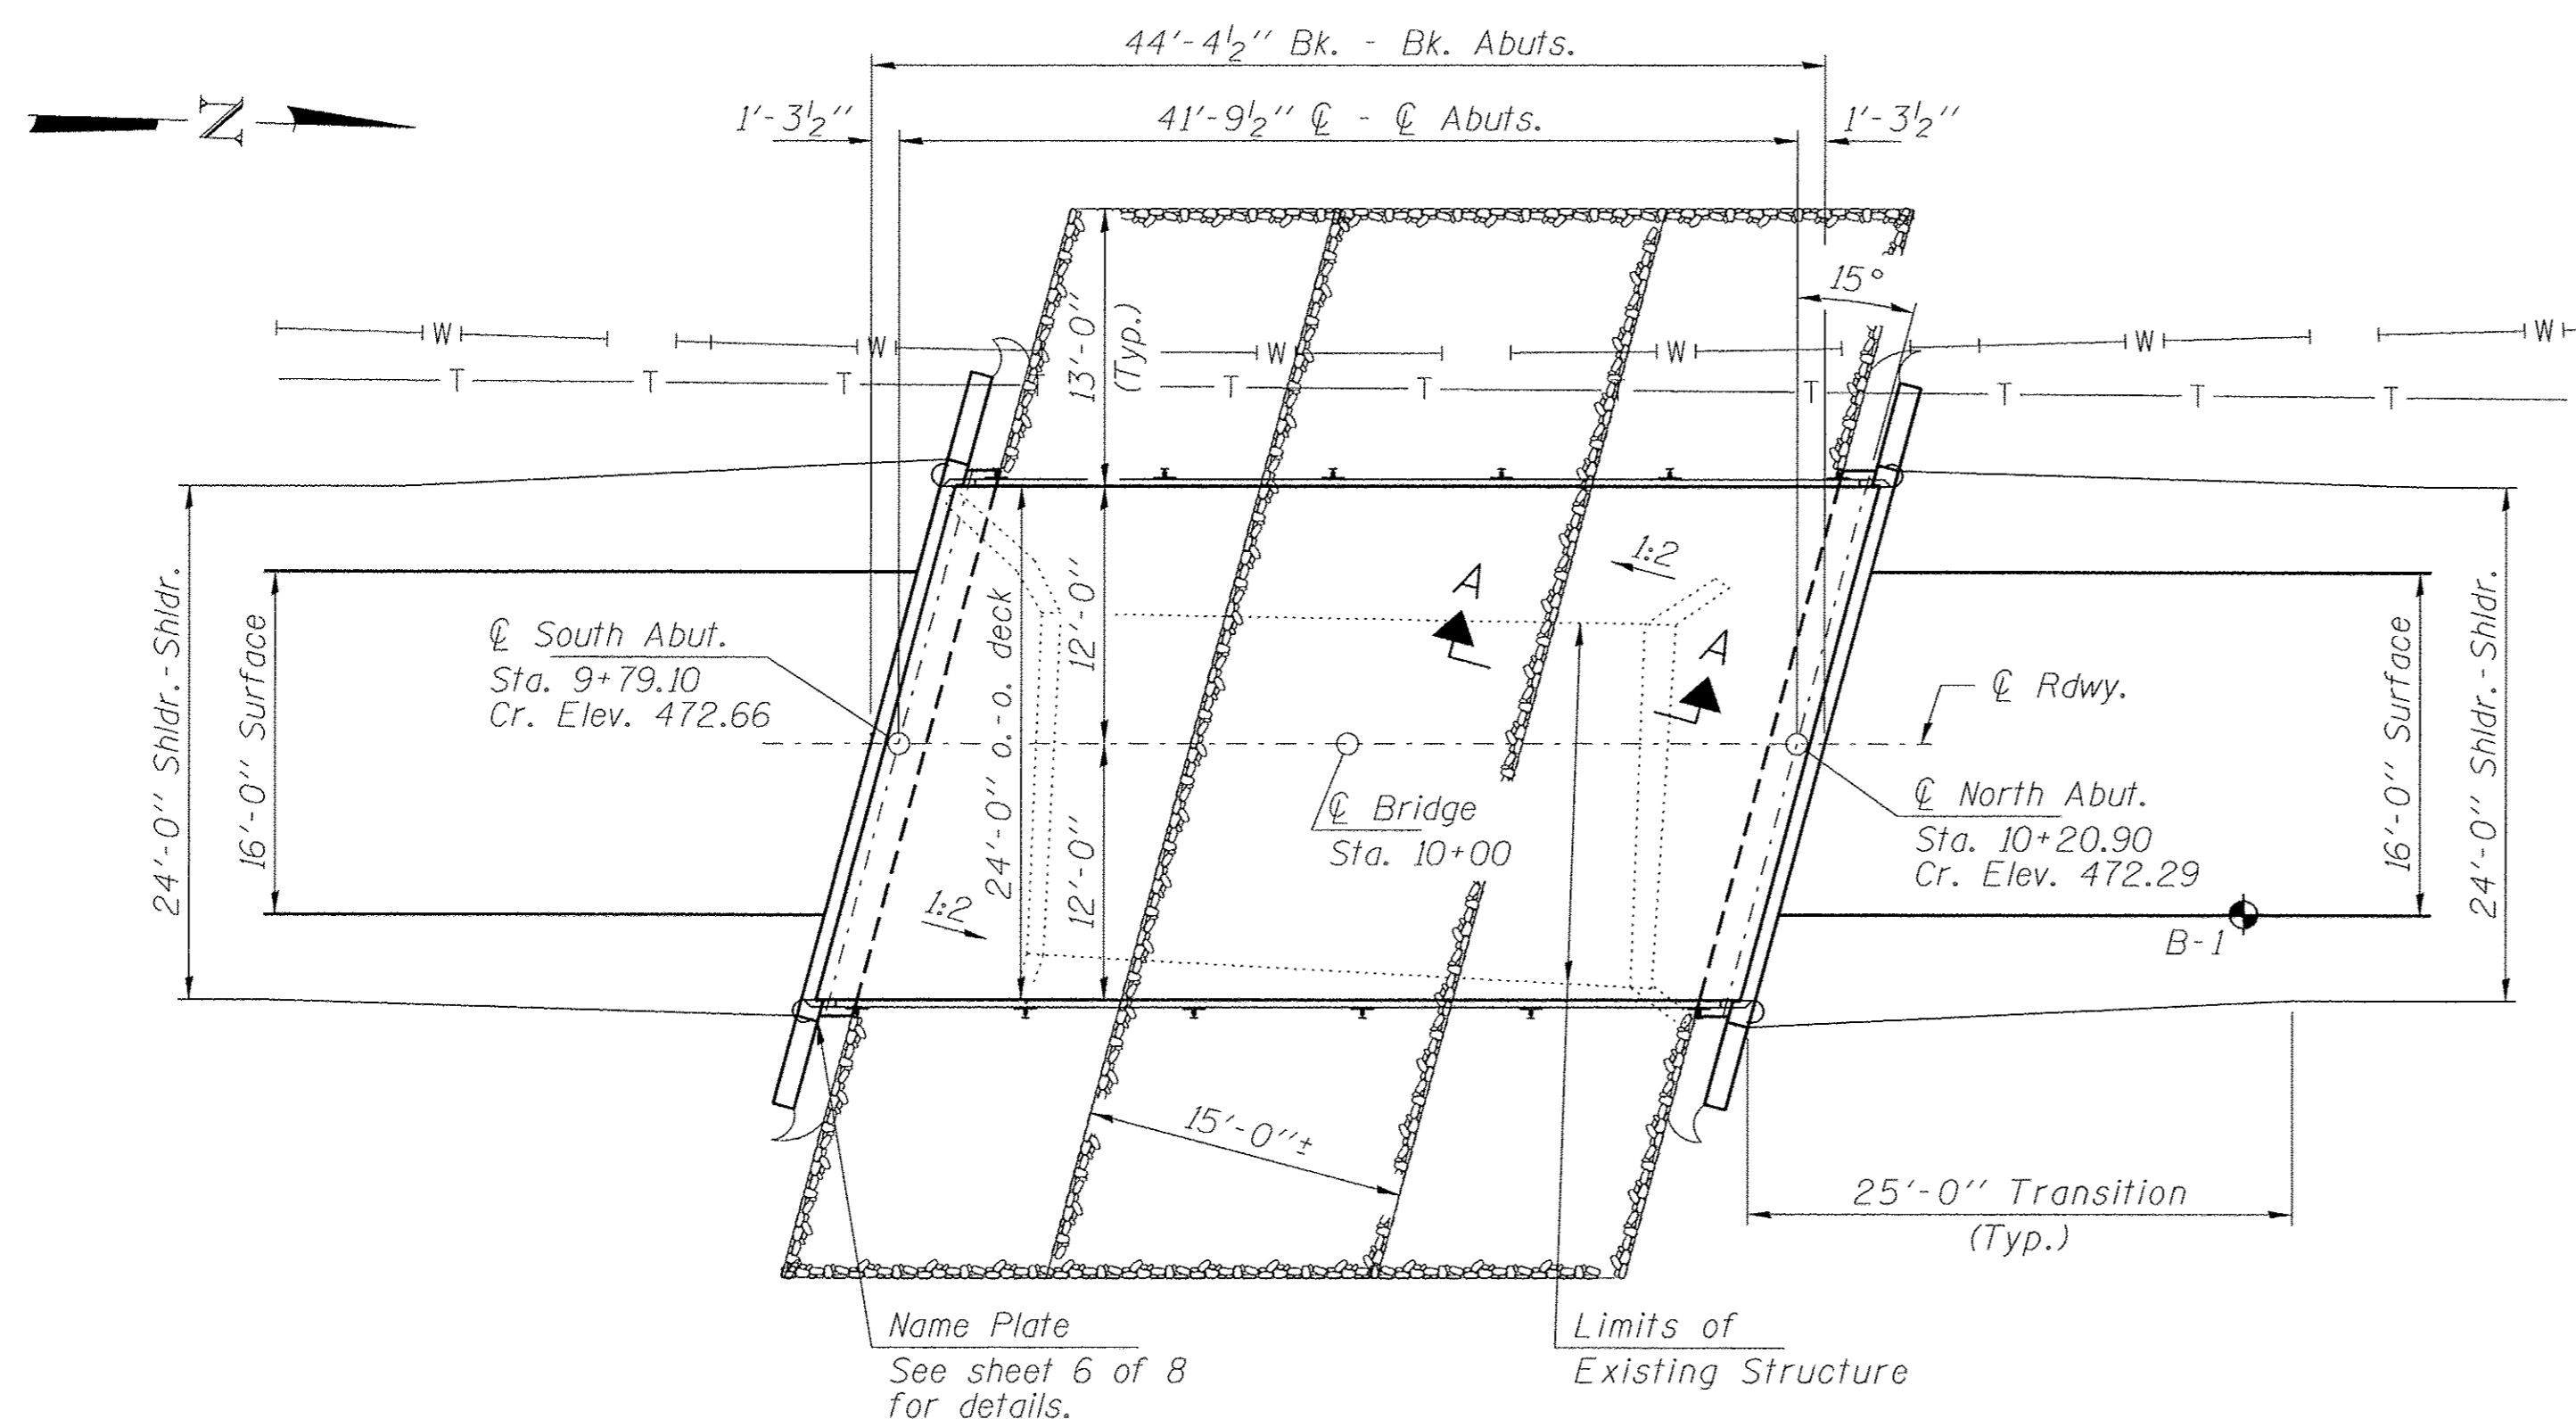 44'-4½" Bk. - Bk. Abuts.
N
1'-3½"
41'-9½" ℄ - ℄ Abuts.
1'-3½"
15°
13'-0"
(Typ.)
W W W W W W
T T T T T T T T T
24'-0" Shldr.-Shldr.
16'-0" Surface
℄ South Abut.
Sta. 9+79.10
Cr. Elev. 472.66
24'-0" o.-o. deck
12'-0"
12'-0"
1:2
1:2
A
A
℄ Rdwy.
℄ Bridge
Sta. 10+00
℄ North Abut.
Sta. 10+20.90
Cr. Elev. 472.29
16'-0" Surface
24'-0" Shldr.-Shldr.
B-1
15'-0"±
25'-0" Transition
(Typ.)
Name Plate
See sheet 6 of 8
for details.
Limits of
Existing Structure